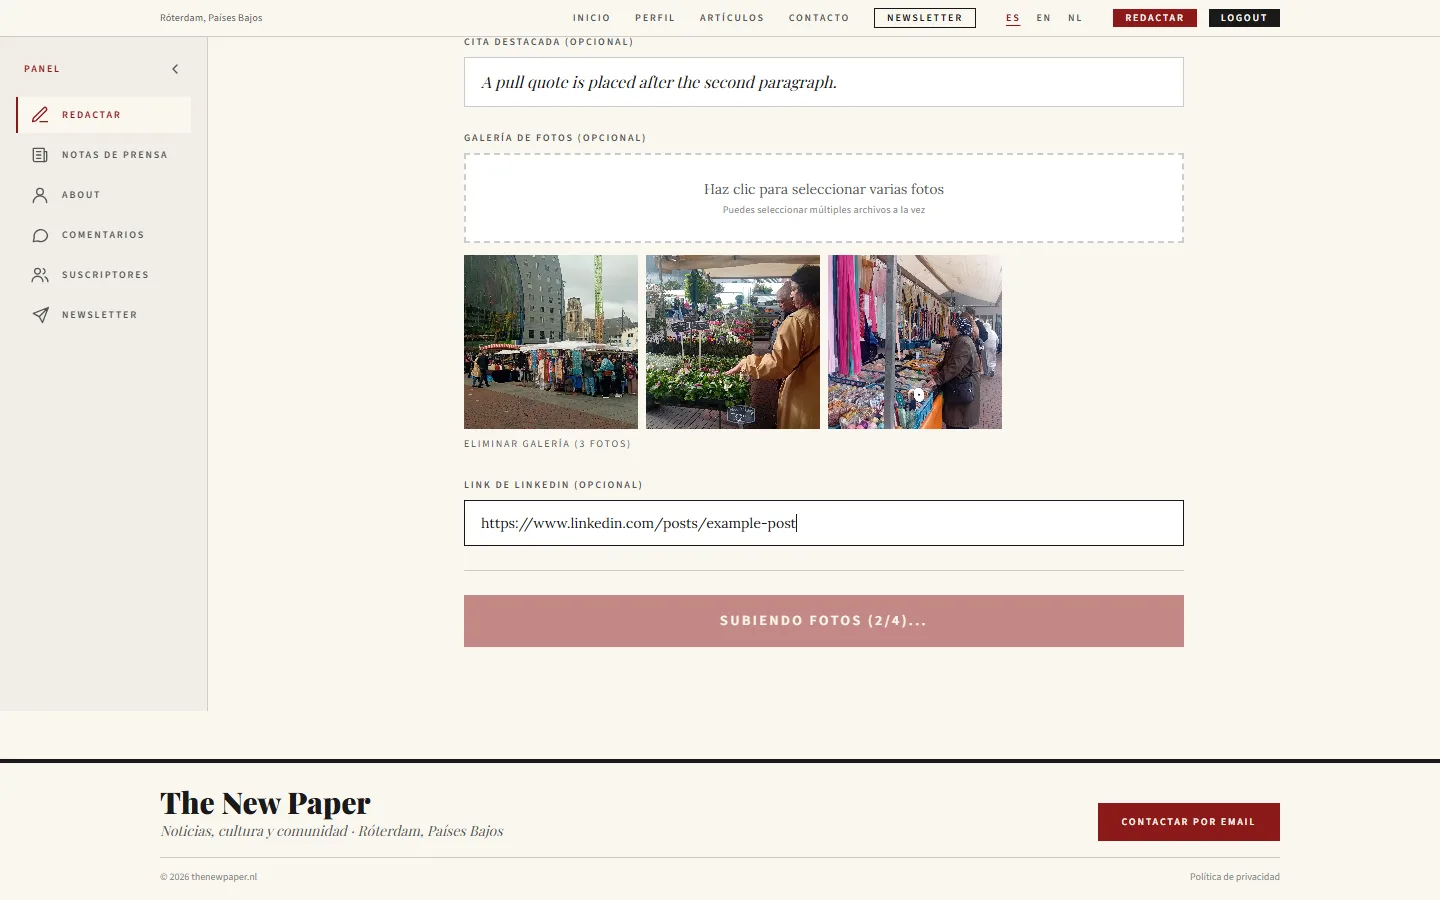 Róterdam, Países Bajos
INICIO PERFIL ARTÍCULOS CONTACTO NEWSLETTER ES EN NL REDACTAR LOGOUT
PANEL
REDACTAR
NOTAS DE PRENSA
ABOUT
COMENTARIOS
SUSCRIPTORES
NEWSLETTER
CITA DESTACADA (OPCIONAL)
A pull quote is placed after the second paragraph.
GALERÍA DE FOTOS (OPCIONAL)
Haz clic para seleccionar varias fotos
Puedes seleccionar múltiples archivos a la vez
ELIMINAR GALERÍA (3 FOTOS)
LINK DE LINKEDIN (OPCIONAL)
https://www.linkedin.com/posts/example-post
SUBIENDO FOTOS (2/4)...
The New Paper
Noticias, cultura y comunidad · Róterdam, Países Bajos
CONTACTAR POR EMAIL
© 2026 thenewpaper.nl
Política de privacidad